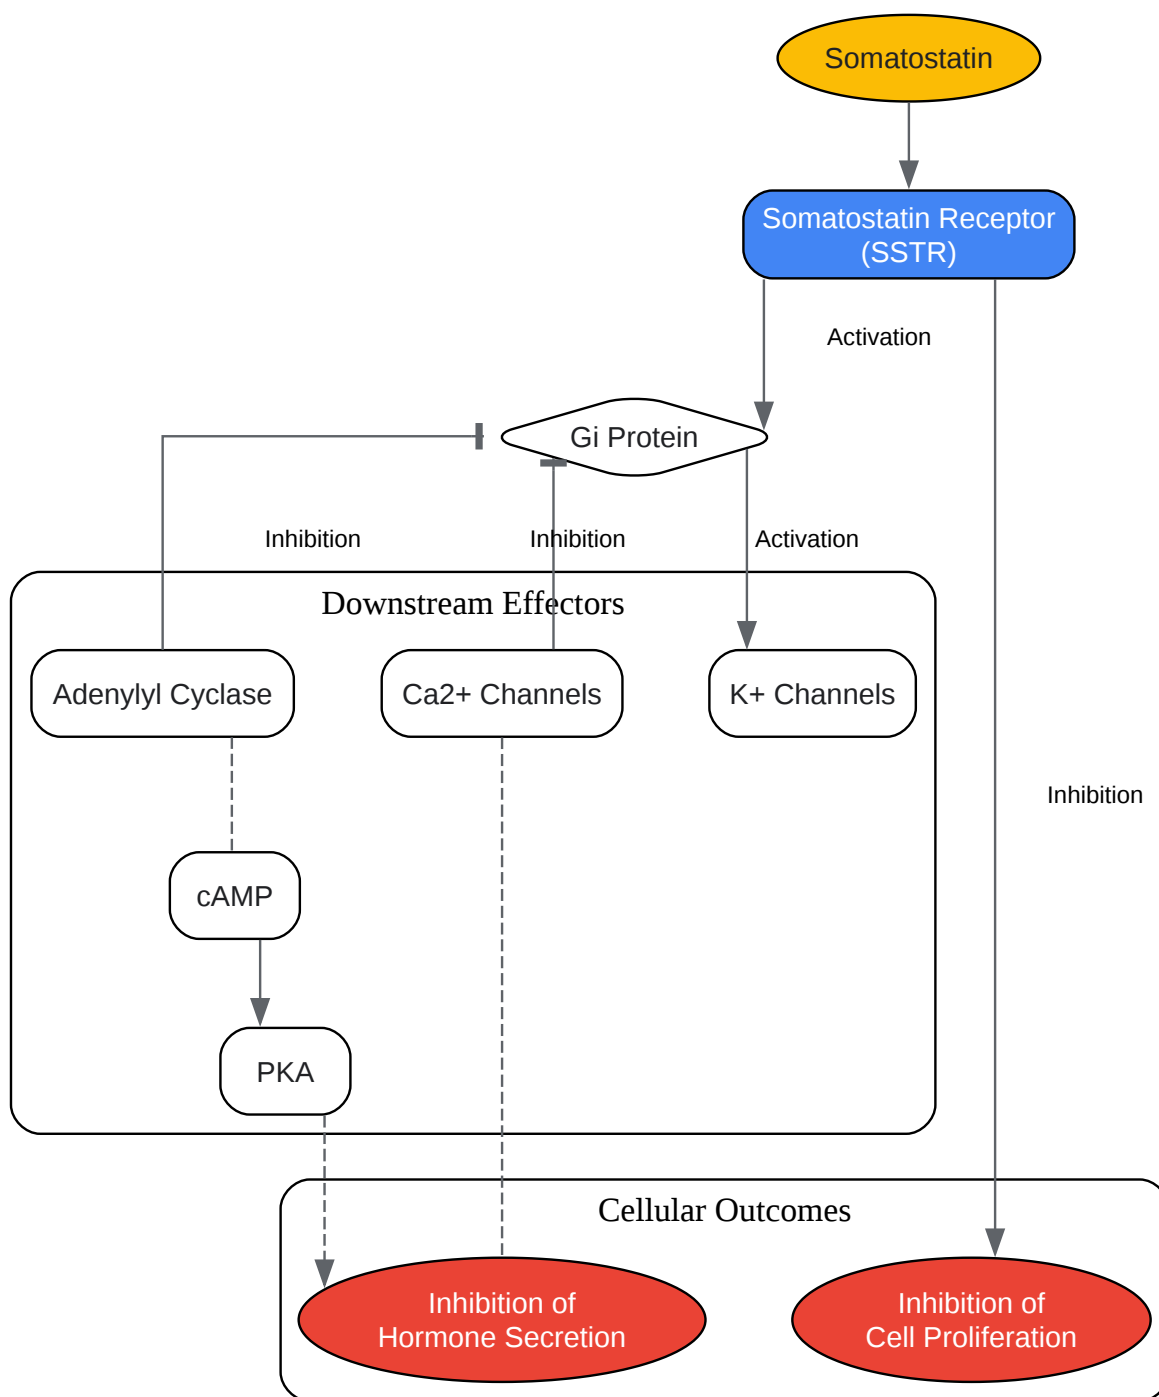 Somatostatin
Somatostatin Receptor
(SSTR)
Activation
Gi Protein
Inhibition
Inhibition
Activation
Downstream Effectors
Adenylyl Cyclase
Ca2+ Channels
K+ Channels
Inhibition
cAMP
PKA
Cellular Outcomes
Inhibition of
Hormone Secretion
Inhibition of
Cell Proliferation